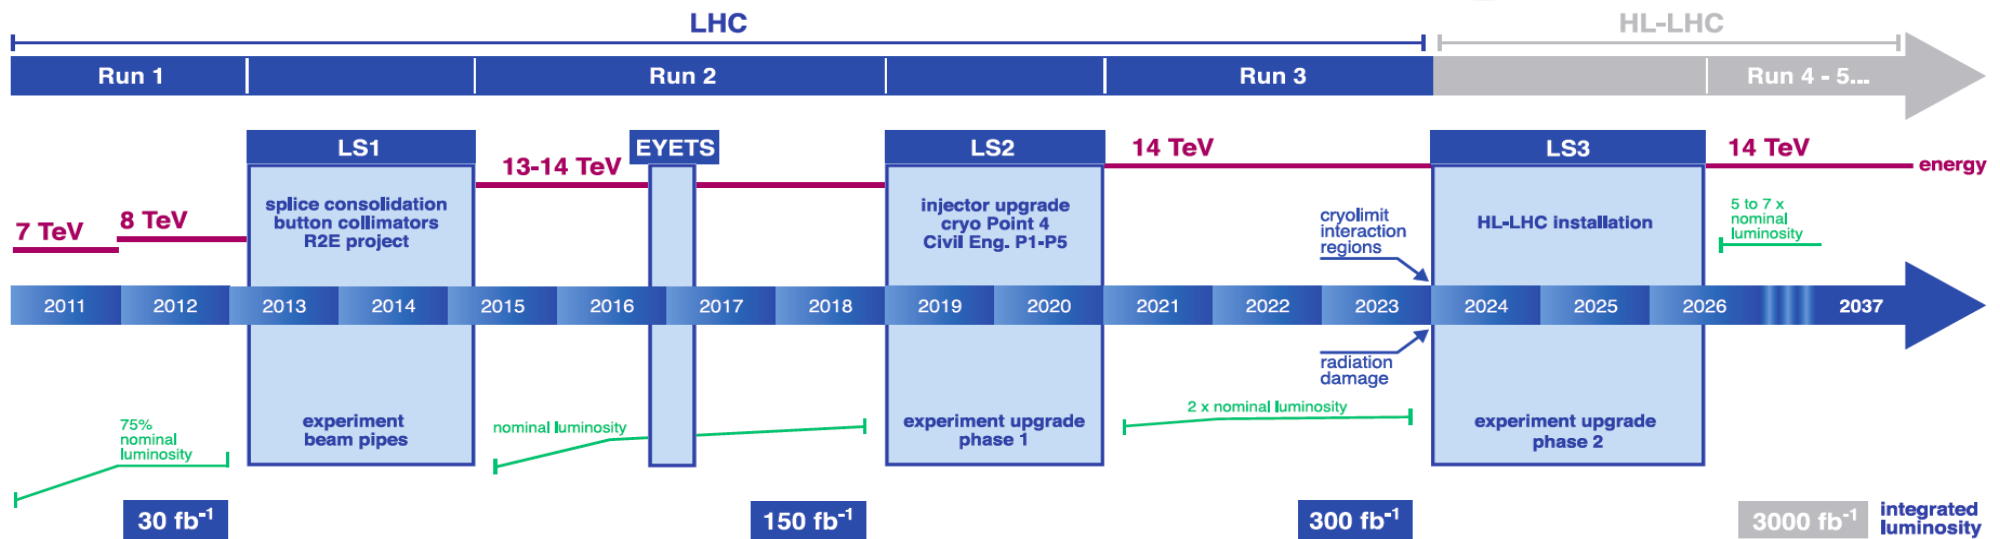 LHC
HL-LHC
Run 1
Run 2
Run 3
Run 4 - 5...
LS1
EYETS
LS2
LS3
7 TeV
8 TeV
13-14 TeV
14 TeV
14 TeV
energy
splice consolidation
button collimators
R2E project
injector upgrade
cryo Point 4
Civil Eng. P1-P5
cryolimit
interaction
regions
HL-LHC installation
5 to 7 x
nominal
luminosity
2011
2012
2013
2014
2015
2016
2017
2018
2019
2020
2021
2022
2023
2024
2025
2026
2037
radiation
damage
75%
nominal
luminosity
experiment
beam pipes
nominal luminosity
experiment upgrade
phase 1
2 x nominal luminosity
experiment upgrade
phase 2
30 fb⁻¹
150 fb⁻¹
300 fb⁻¹
3000 fb⁻¹
integrated
luminosity